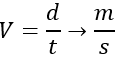 V = d/t → m/s